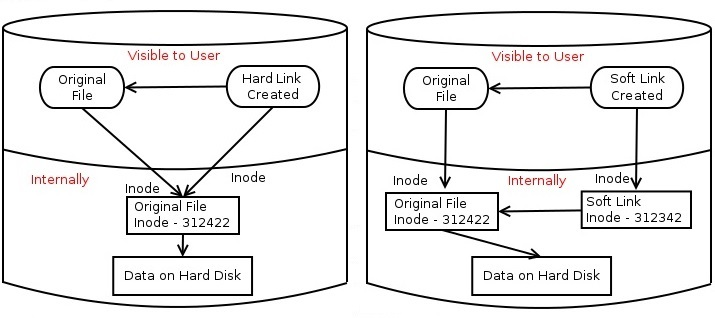 Visible to User
Original
File
Hard Link
Created
Internally
Inode
Inode
Original File
Inode - 312422
Data on Hard Disk
Visible to User
Original
File
Soft Link
Created
Inode
Internally
Inode
Original File
Inode - 312422
Soft Link
Inode - 312342
Data on Hard Disk